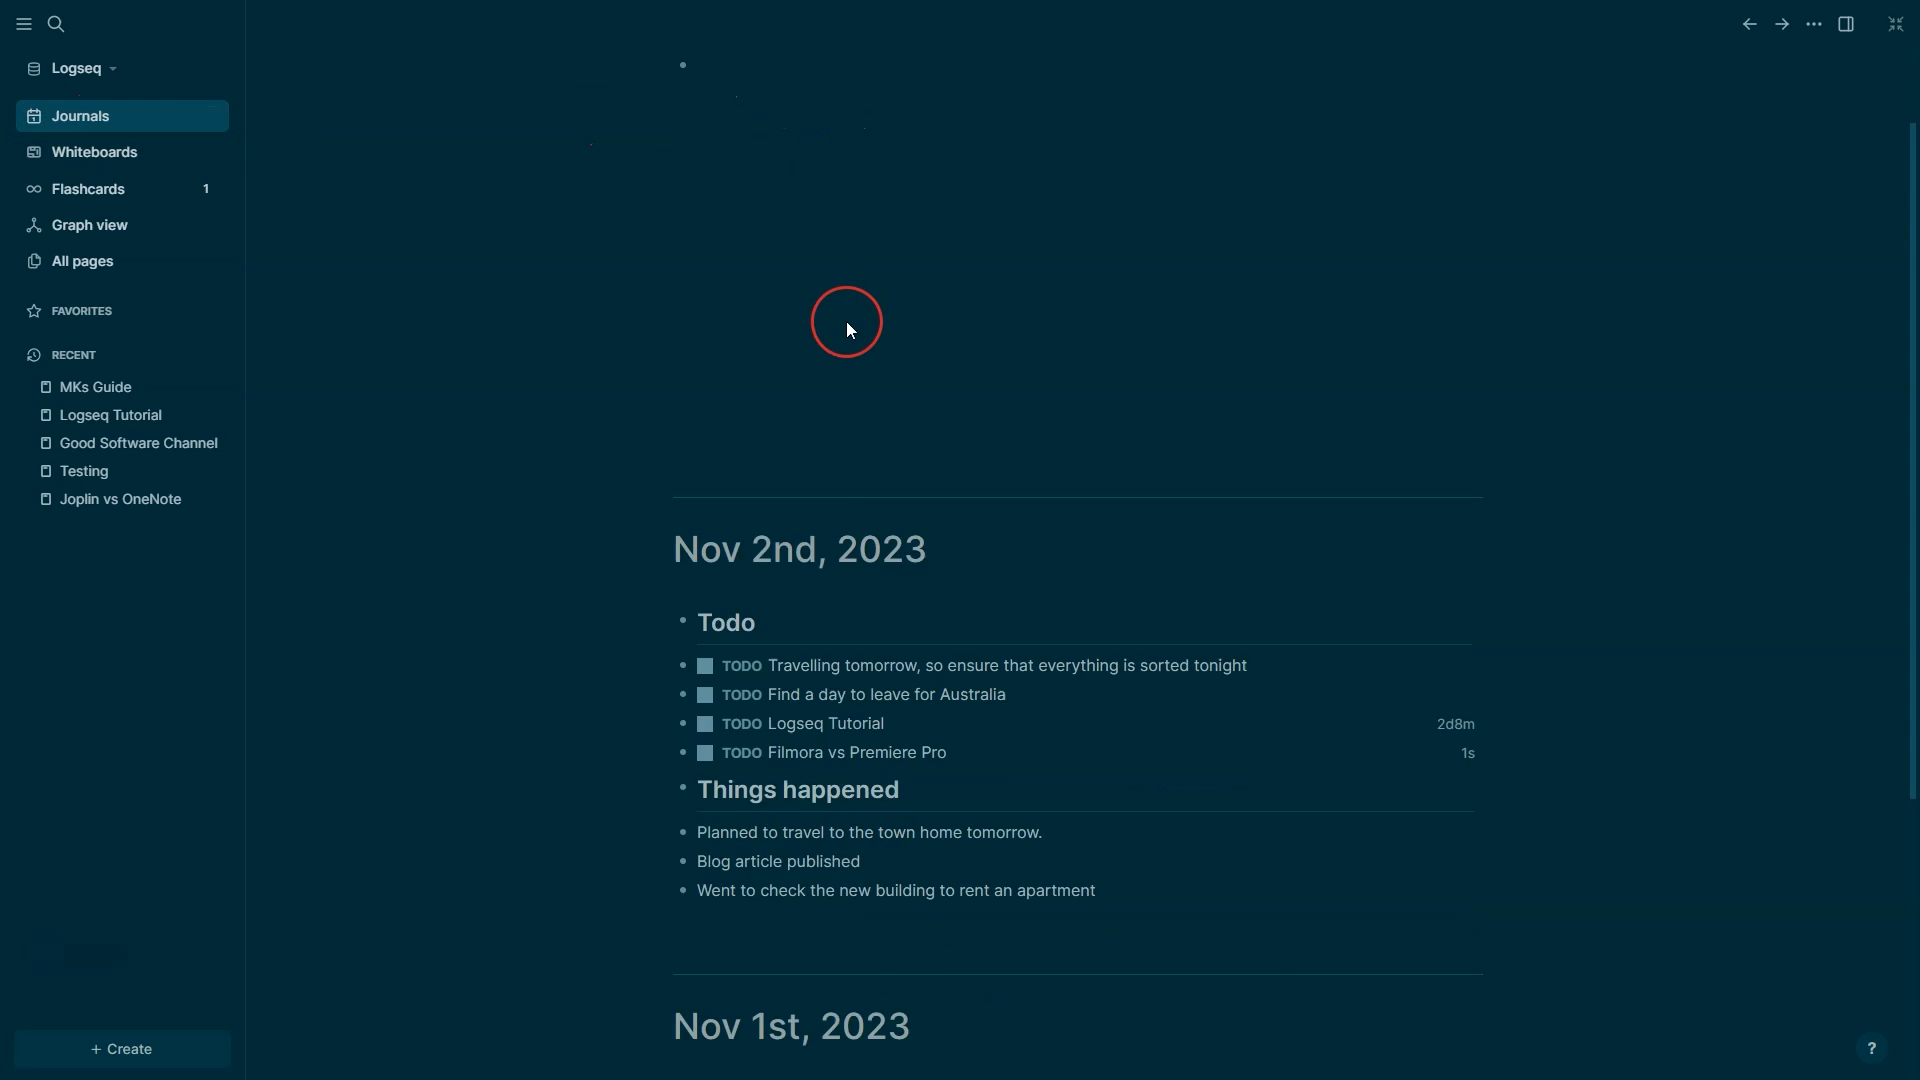 Logseq
Journals
Whiteboards
Flashcards 1
Graph view
All pages
FAVORITES
RECENT
MKs Guide
Logseq Tutorial
Good Software Channel
Testing
Joplin vs OneNote
+ Create
Nov 2nd, 2023
Todo
TODO Travelling tomorrow, so ensure that everything is sorted tonight
TODO Find a day to leave for Australia
TODO Logseq Tutorial 2d8m
TODO Filmora vs Premiere Pro 1s
Things happened
Planned to travel to the town home tomorrow.
Blog article published
Went to check the new building to rent an apartment
Nov 1st, 2023
?